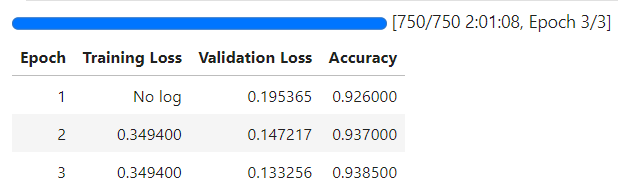 [750/750 2:01:08, Epoch 3/3]
Epoch Training Loss Validation Loss Accuracy
1 No log 0.195365 0.926000
2 0.349400 0.147217 0.937000
3 0.349400 0.133256 0.938500